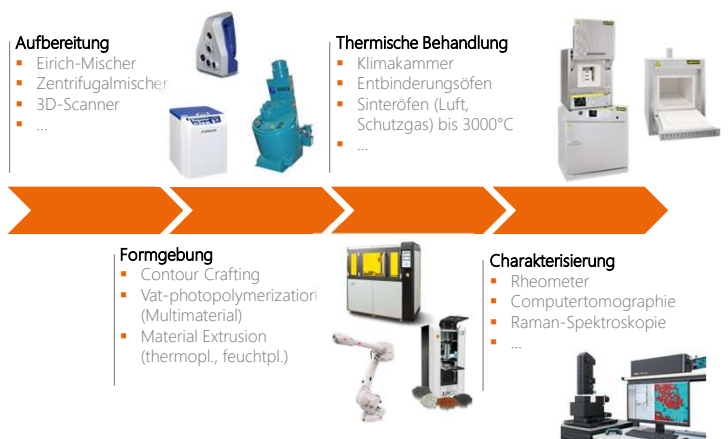 Aufbereitung
Eirich-Mischer
Zentrifugalmischer
3D-Scanner
...
Thermische Behandlung
Klimakammer
Entbinderungsöfen
Sinteröfen (Luft,
Schutzgas) bis 3000°C
...
Formgebung
Contour Crafting
Vat-photopolymerization
(Multimaterial)
Material Extrusion
(thermopl., feuchtpl.)
Charakterisierung
Rheometer
Computertomographie
Raman-Spektroskopie
...